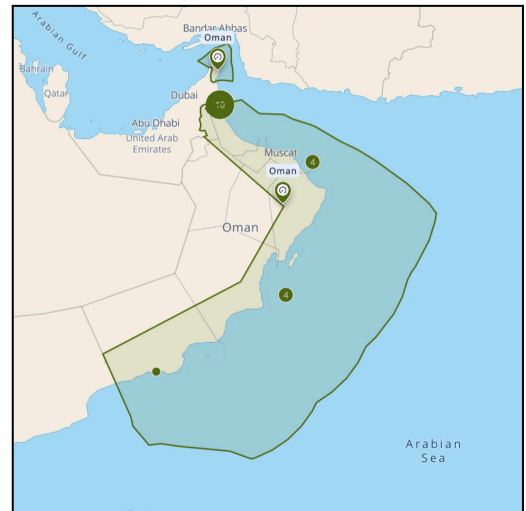 Arabian Gulf
Bandar Abbas
Oman
Bahrain
Qatar
Dubai
10
Abu Dhabi
United Arab
Emirates
Muscat
4
Oman
Oman
4
Arabian
Sea